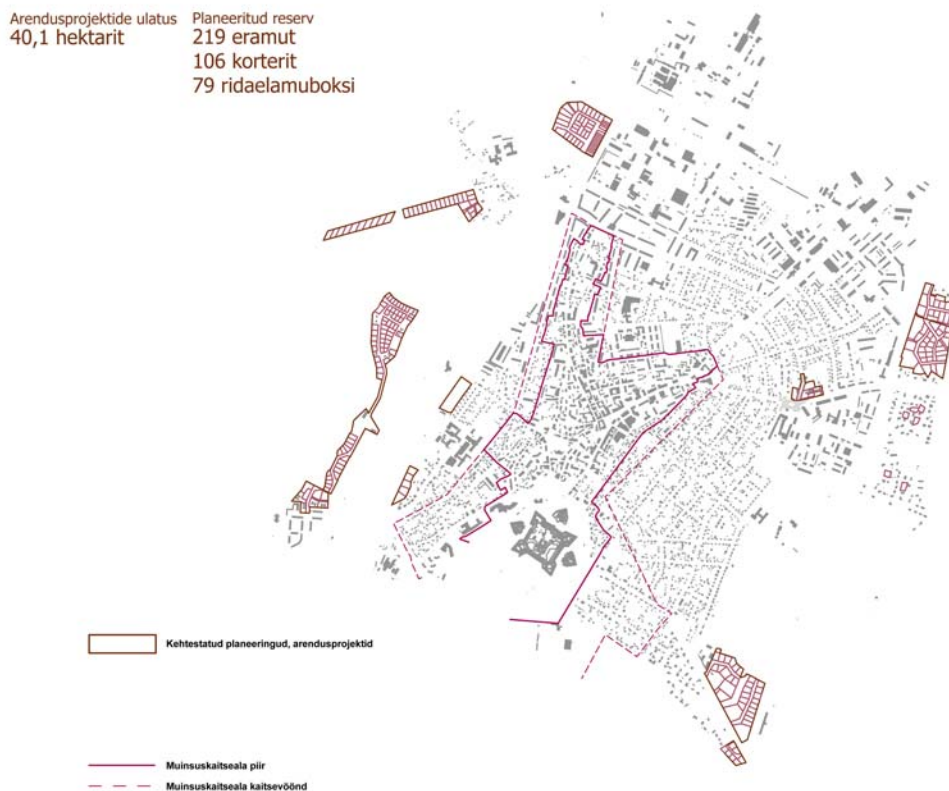 Arendusprojektide ulatus
40,1 hektarit
Planeeritud reserv
219 eramut
106 korterit
79 ridaelamuboksi
Kehtestatud planeeringud, arendusprojektid
Muinsuskaitseala piir
Muinsuskaitseala kaitsevöönd